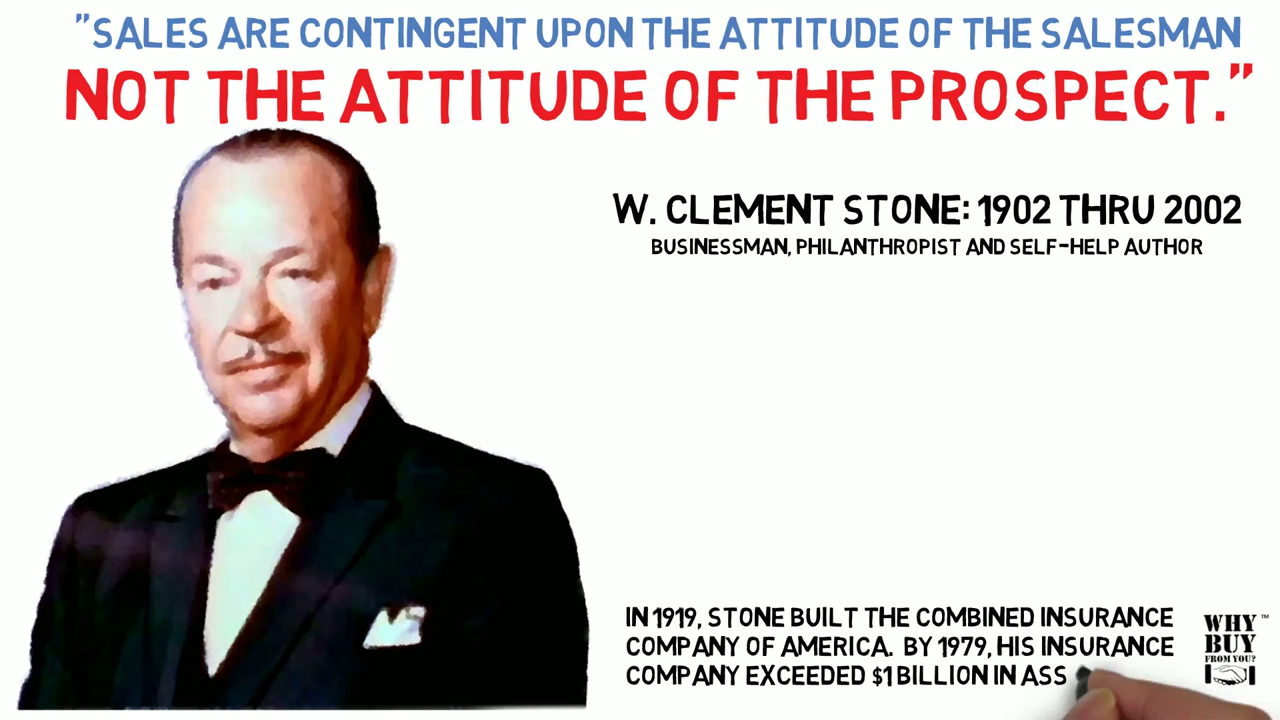 "SALES ARE CONTINGENT UPON THE ATTITUDE OF THE SALESMAN
NOT THE ATTITUDE OF THE PROSPECT."
W. CLEMENT STONE: 1902 THRU 2002
BUSINESSMAN, PHILANTHROPIST AND SELF-HELP AUTHOR
IN 1919, STONE BUILT THE COMBINED INSURANCE
COMPANY OF AMERICA. BY 1979, HIS INSURANCE
COMPANY EXCEEDED $1 BILLION IN ASS
WHY ™
BUY
FROM YOU?